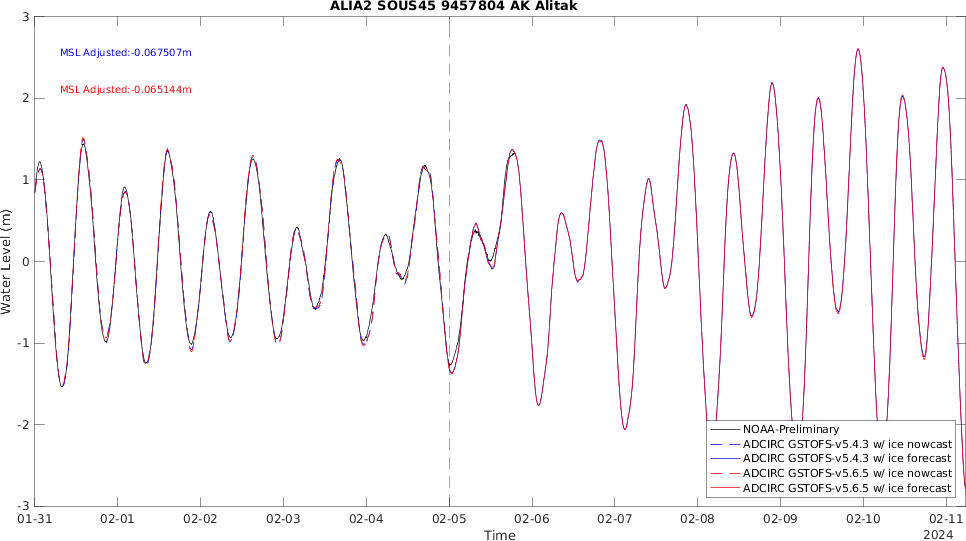 ALIA2 SOUS45 9457804 AK Alitak
3
MSL Adjusted:-0.067507m
MSL Adjusted:-0.065144m
2
1
0
-1
-2
-3
Water Level (m)
NOAA-Preliminary
ADCIRC GSTOFS-v5.4.3 w/ ice nowcast
ADCIRC GSTOFS-v5.4.3 w/ ice forecast
ADCIRC GSTOFS-v5.6.5 w/ ice nowcast
ADCIRC GSTOFS-v5.6.5 w/ ice forecast
01-31 02-01 02-02 02-03 02-04 02-05 02-06 02-07 02-08 02-09 02-10 02-11
Time
2024